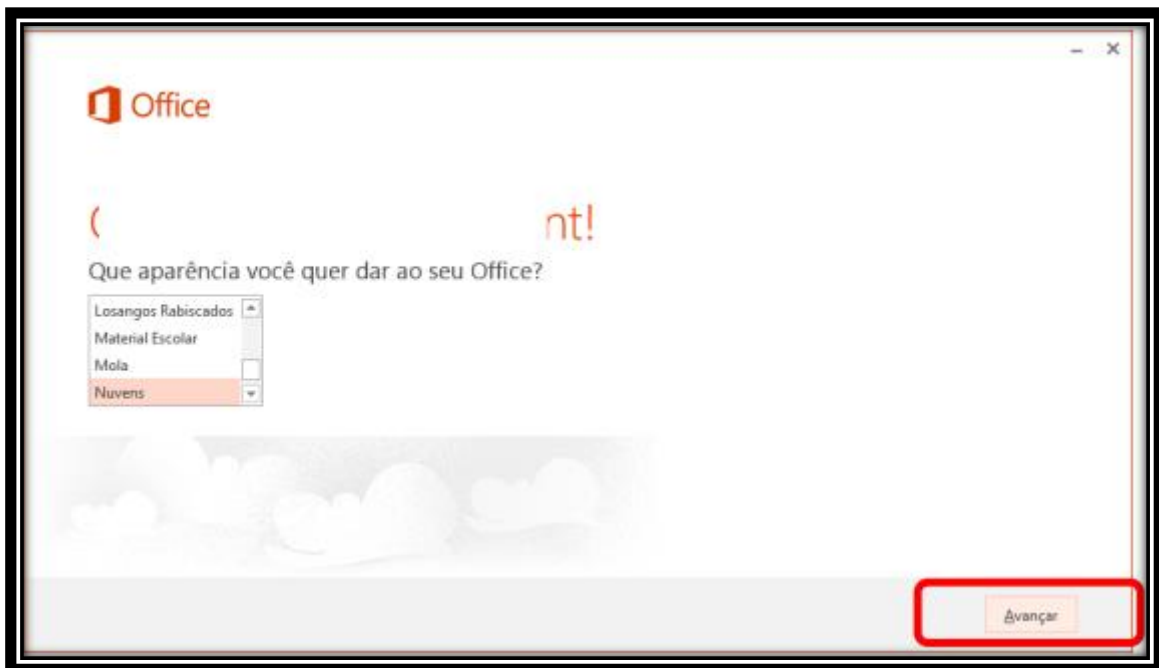 Office
nt!
Que aparência você quer dar ao seu Office?
Losangos Rabiscados
Material Escolar
Mola
Nuvens
Avançar